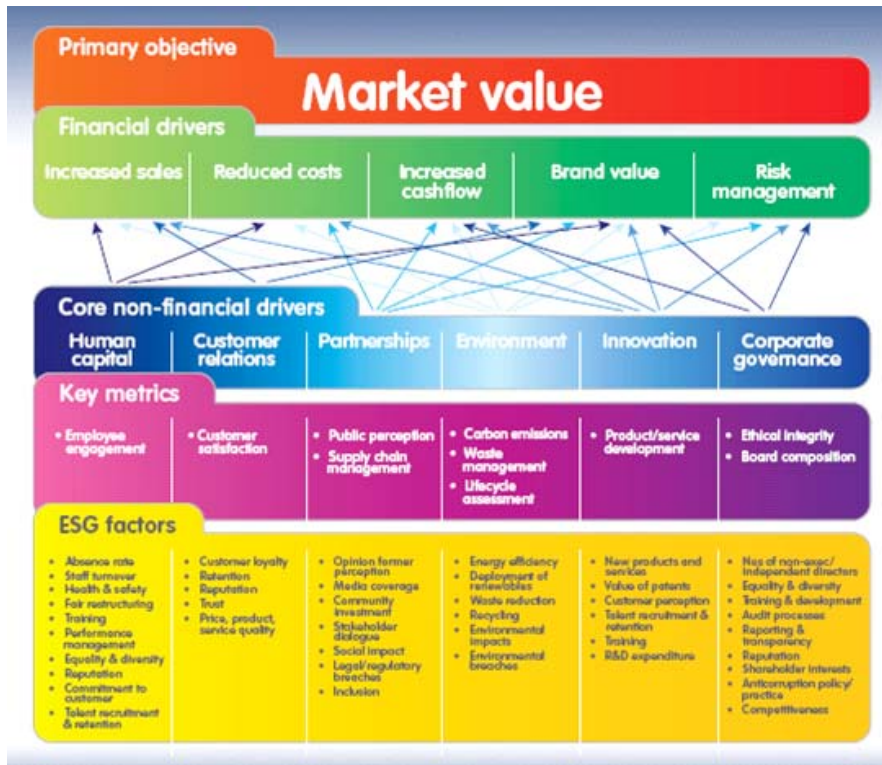 Primary objective
Market value
Financial drivers
Increased sales
Reduced costs
Increased
cashflow
Brand value
Risk
management
Core non-financial drivers
Human
capital
Customer
relations
Partnerships
Environment
Innovation
Corporate
governance
Key metrics
• Employee
engagement
• Customer
satisfaction
• Public perception
• Supply chain
management
• Carbon emissions
• Waste
management
• Lifecycle
assessment
• Product/service
development
• Ethical integrity
• Board composition
ESG factors
• Absence rate
• Staff turnover
• Health & safety
• Fair restructuring
• Training
• Performance
management
• Equality & diversity
• Reputation
• Commitment to
customer
• Talent recruitment
& retention
• Customer loyalty
• Retention
• Reputation
• Trust
• Price, product,
service quality
• Opinion former
perception
• Media coverage
• Community
investment
• Stakeholder
dialogue
• Social impact
• Legal/regulatory
breaches
• Inclusion
• Energy efficiency
• Deployment of
renewables
• Waste reduction
• Recycling
• Environmental
impacts
• Environmental
breaches
• New products and
services
• Value of patents
• Customer perception
• Talent recruitment &
retention
• Training
• R&D expenditure
• Nos of non-exec/
independent directors
• Equality & diversity
• Training & development
• Audit processes
• Reporting &
transparency
• Reputation
• Shareholder interests
• Anticorruption policy/
practice
• Competitiveness